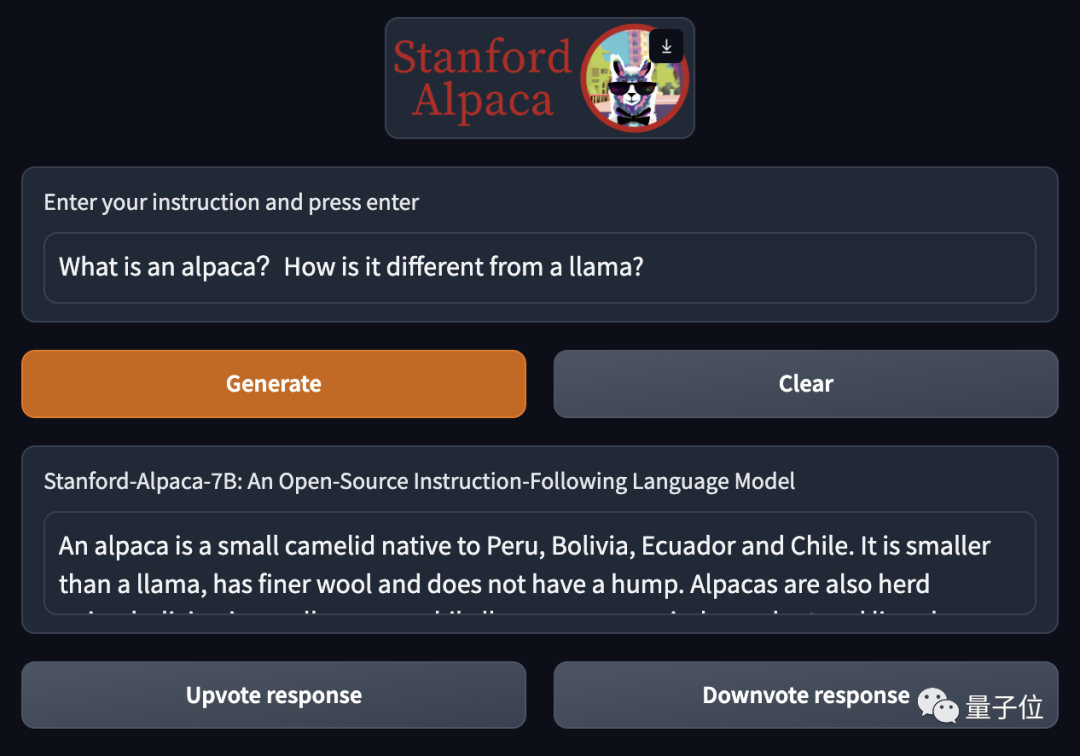 Stanford
Alpaca
Enter your instruction and press enter
What is an alpaca?  How is it different from a llama?
Generate
Clear
Stanford-Alpaca-7B: An Open-Source Instruction-Following Language Model
An alpaca is a small camelid native to Peru, Bolivia, Ecuador and Chile. It is smaller
than a llama, has finer wool and does not have a hump. Alpacas are also herd
Upvote response
Downvote response
量子位